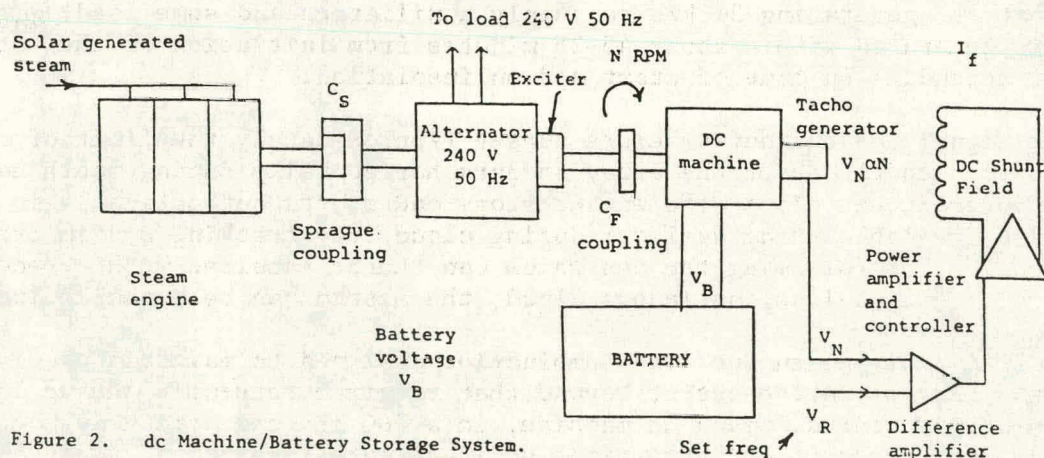 To load 240 V 50 Hz
Solar generated
steam
I f
N RPM
Exciter
C S
Alternator
240 V
50 HZ
DC
machine
Tacho
generator
V N αN
DC Shunt
Field
C F
coupling
Sprague
coupling
Steam
engine
V B
Power
amplifier
and
controller
Battery
voltage
V B
BATTERY
V N
V R
Set freq
Difference
amplifier
Figure 2. dc Machine/Battery Storage System.